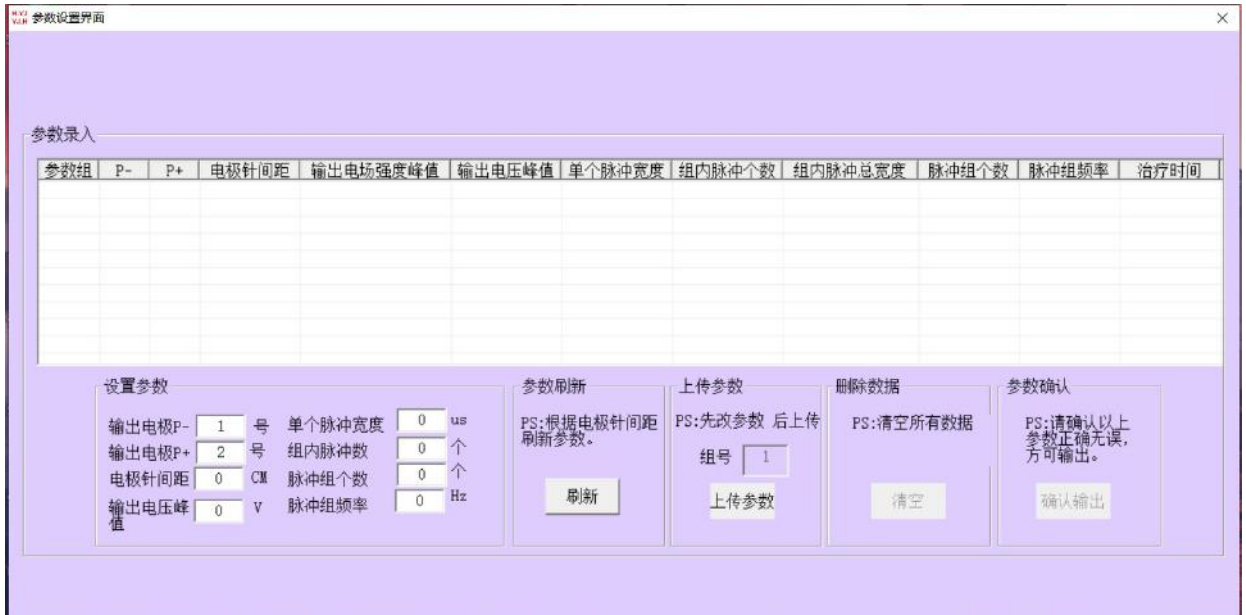 参数设置界面
参数录入
参数组 P- P+ 电极针间距 输出电场强度峰值 输出电压峰值 单个脉冲宽度 组内脉冲个数 组内脉冲总宽度 脉冲组个数 脉冲组频率 治疗时间
设置参数
输出电极P- 1 号 单个脉冲宽度 0 us
输出电极P+ 2 号 组内脉冲数 0 个
电极针间距 0 CM 脉冲组个数 0 个
输出电压峰
值 0 V 脉冲组频率 0 Hz
参数刷新
PS:根据电极针间距
刷新参数。
刷新
上传参数
PS:先改参数 后上传
组号 1
上传参数
删除数据
PS:清空所有数据
清空
参数确认
PS:请确认以上
参数正确无误,
方可输出。
确认输出